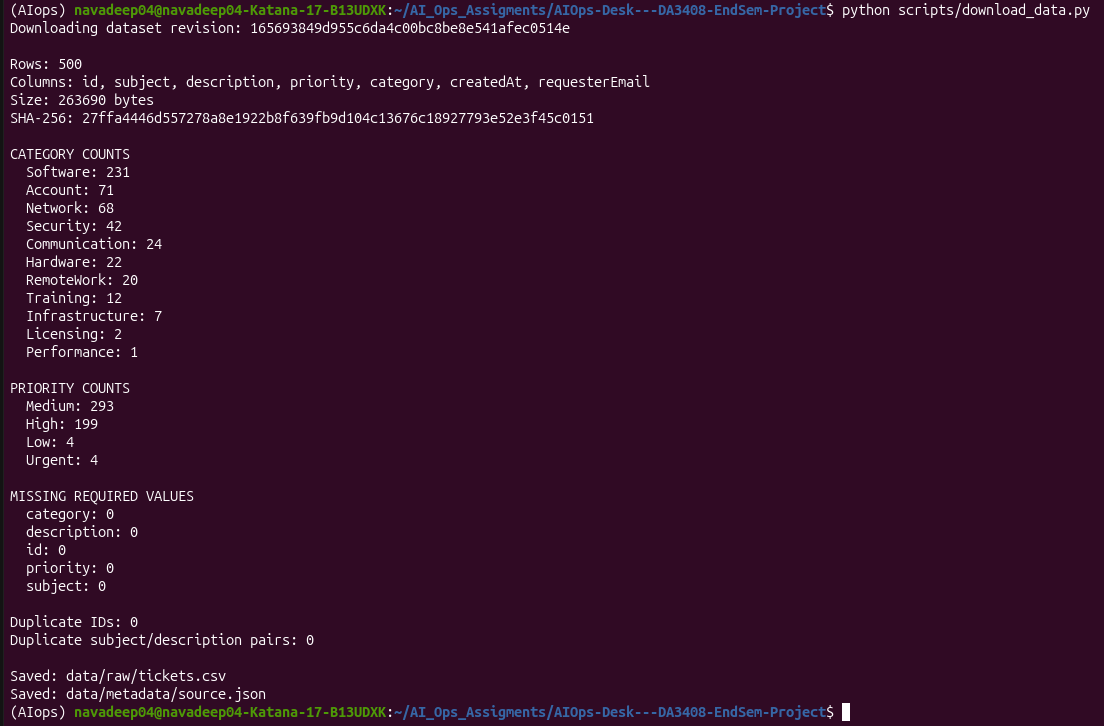 (AIops) navadeep04@navadeep04-Katana-17-B13UDXK:~/AI_Ops_Assigments/AIOps-Desk---DA3408-EndSem-Project$ python scripts/download_data.py
Downloading dataset revision: 165693849d955c6da4c00bc8be8e541afec0514e
Rows: 500
Columns: id, subject, description, priority, category, createdAt, requesterEmail
Size: 263690 bytes
SHA-256: 27ffa4446d557278a8e1922b8f639fb9d104c13676c18927793e52e3f45c0151
CATEGORY COUNTS
Software: 231
Account: 71
Network: 68
Security: 42
Communication: 24
Hardware: 22
RemoteWork: 20
Training: 12
Infrastructure: 7
Licensing: 2
Performance: 1
PRIORITY COUNTS
Medium: 293
High: 199
Low: 4
Urgent: 4
MISSING REQUIRED VALUES
category: 0
description: 0
id: 0
priority: 0
subject: 0
Duplicate IDs: 0
Duplicate subject/description pairs: 0
Saved: data/raw/tickets.csv
Saved: data/metadata/source.json
(AIops) navadeep04@navadeep04-Katana-17-B13UDXK:~/AI_Ops_Assigments/AIOps-Desk---DA3408-EndSem-Project$